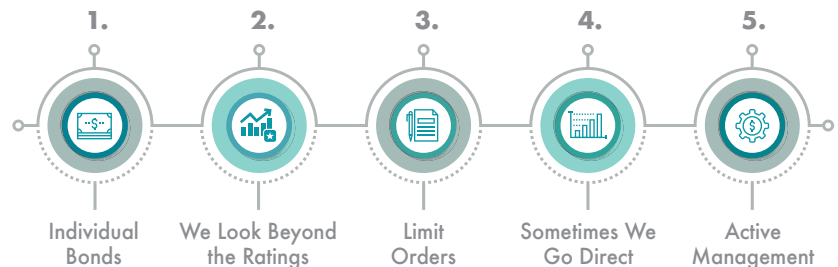 1.
2.
3.
4.
5.
-$-
$
Individual
Bonds
We Look Beyond
the Ratings
Limit
Orders
Sometimes We
Go Direct
Active
Management